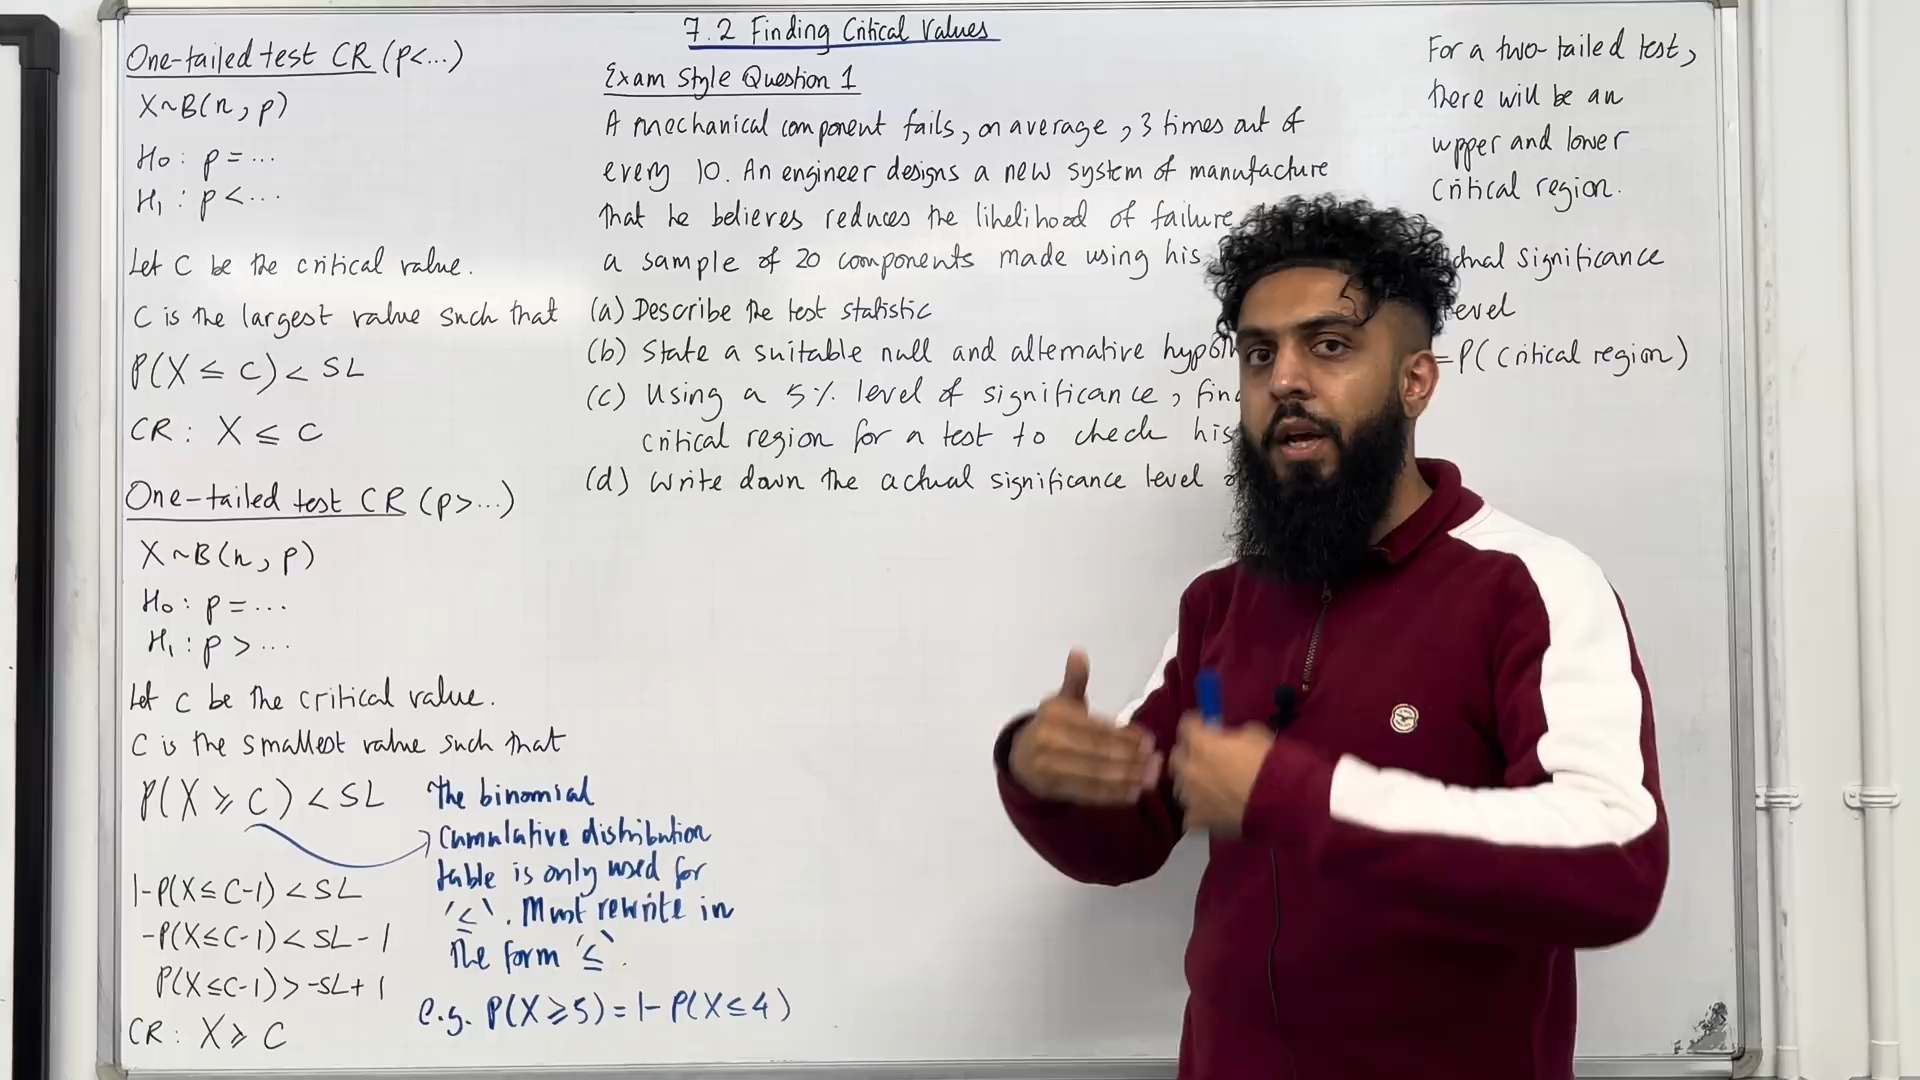 7.2 Finding Critical Values
One-tailed test CR (p<...)
X~B(n, p)
H₀: p = ...
H₁: p < ...
Let C be the critical value.
C is the largest value such that
P(X ≤ C) < SL
CR: X ≤ C
One-tailed test CR (p>...)
X~B(n, p)
H₀: p = ...
H₁: p > ...
Let C be the critical value.
C is the smallest value such that
P(X ≥ C) < SL
1-P(X≤C-1) < SL
-P(X≤C-1) < SL-1
P(X≤C-1) > -SL+1
CR: X ≥ C
The binomial
Cumulative distribution
table is only used for
'≤'. Must rewrite in
the form '≤'.
e.g. P(X≥5) = 1-P(X≤4)
Exam Style Question 1
A mechanical component fails, on average, 3 times out of
every 10. An engineer designs a new system of manufacture
that he believes reduces the likelihood of failure
a sample of 20 components made using his
(a) Describe the test statistic
(b) State a suitable null and alternative
(c) Using a 5% level of significance,
critical region for a test to check his
(d) Write down the actual significance level
For a two-tailed test,
there will be an
upper and lower
critical region.
significance
=P(critical region)